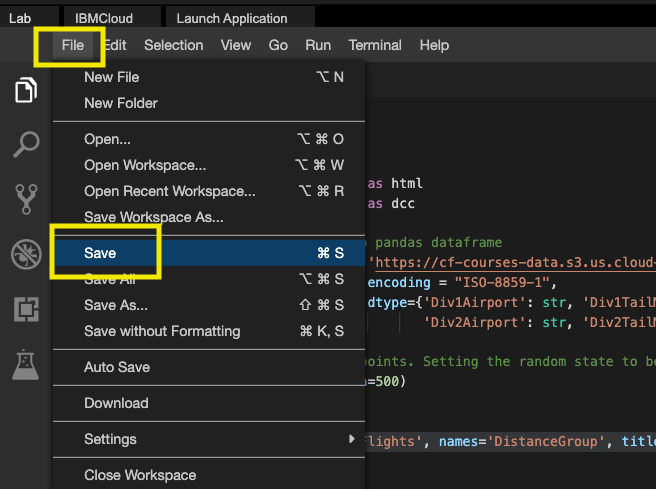 Lab IBMCloud Launch Application
File Edit Selection View Go Run Terminal Help
New File ⌥ N
New Folder
Open... ⌥ ⌘ O
Open Workspace... ⌥ ⌘ W
Open Recent Workspace... ⌥ ⌘ R
Save Workspace As...
Save ⌘ S
Save All ⌥ ⌘ S
Save As... ⇧ ⌘ S
Save without Formatting ⌘ K, S
Auto Save
Download
Settings
Close Workspace
as html
as dcc
pandas dataframe
'https://cf-courses-data.s3.us.cloud-
encoding = "ISO-8859-1",
dtype={'Div1Airport': str, 'Div1Tail
'Div2Airport': str, 'Div2Tail
points. Setting the random state to be
=500)
flights', names='DistanceGroup', title